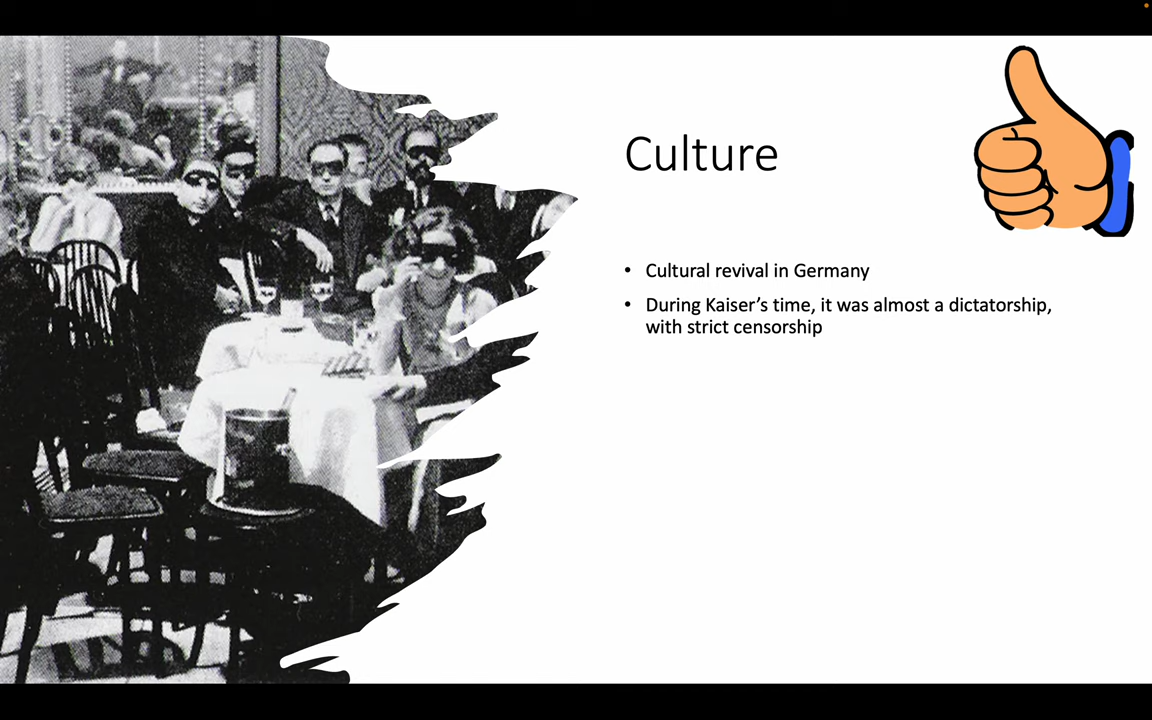 Culture
• Cultural revival in Germany
• During Kaiser’s time, it was almost a dictatorship,
with strict censorship